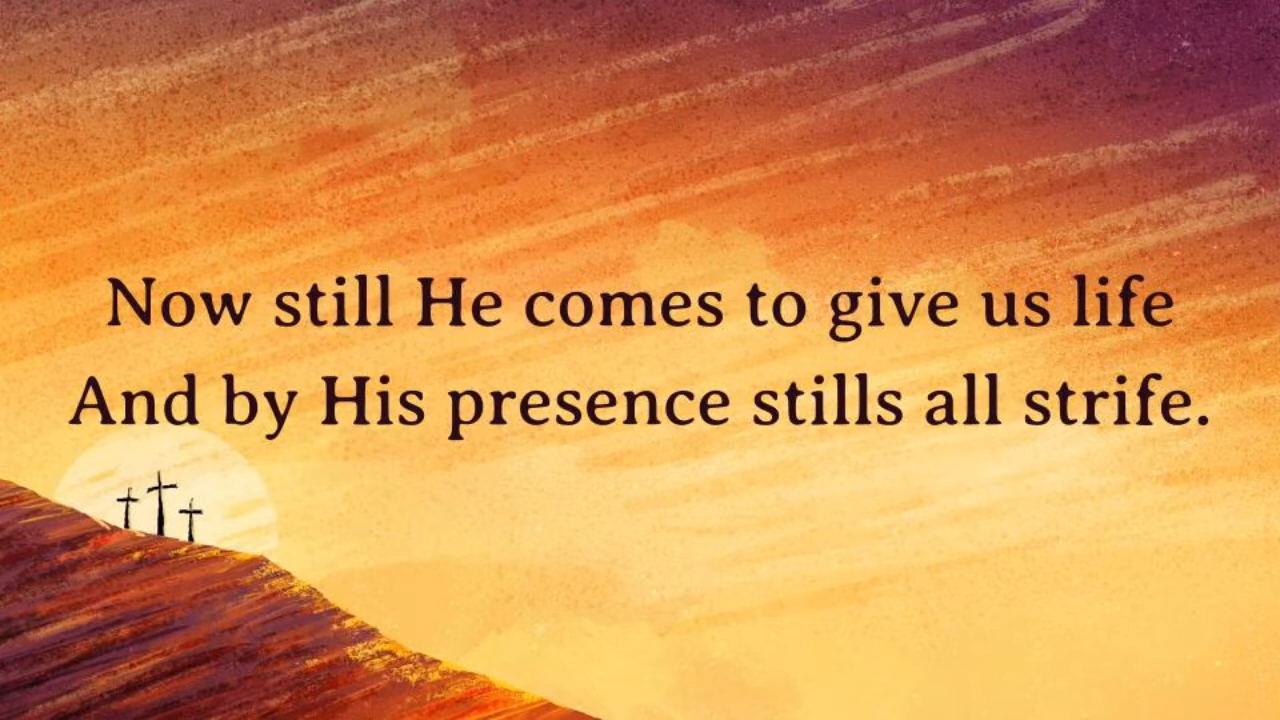 Now still He comes to give us life
And by His presence stills all strife.